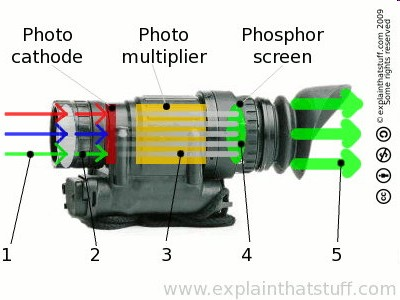 Photo
cathode
Photo
multiplier
Phosphor
screen
© explainthatstuff.com 2009
Some rights reserved
1
2
3
4
5
www.explainthatstuff.com